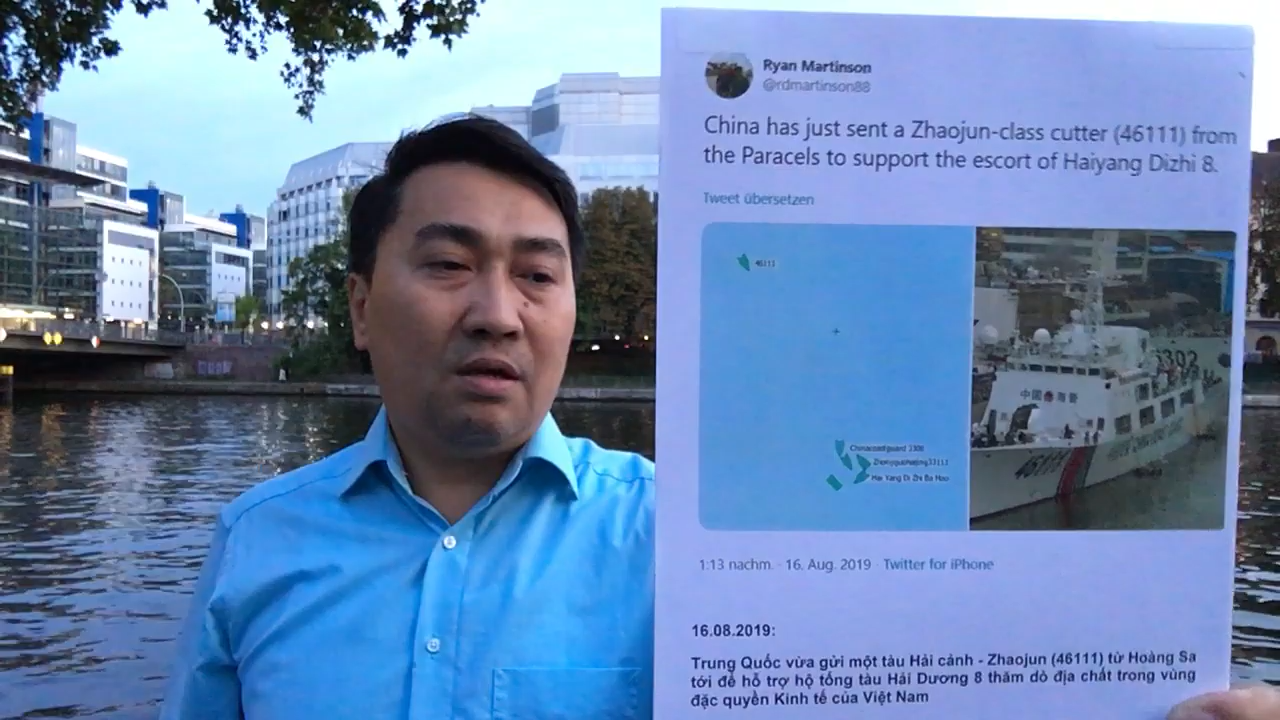 Ryan Martinson
@rdmartinson88
China has just sent a Zhaojun-class cutter (46111) from
the Paracels to support the escort of Haiyang Dizhi 8.
Tweet übersetzen
46111
Chinacoastguard 3308
Zhongguohaijing33111
Hai Yang Di Zhi Ba Hao
6302
中國海警
46111
1:13 nachm. · 16. Aug. 2019 · Twitter for iPhone
16.08.2019:
Trung Quốc vừa gửi một tàu Hải cảnh - Zhaojun (46111) từ Hoàng Sa
tới để hỗ trợ hộ tống tàu Hải Dương 8 thăm dò địa chất trong vùng
đặc quyền Kinh tế của Việt Nam